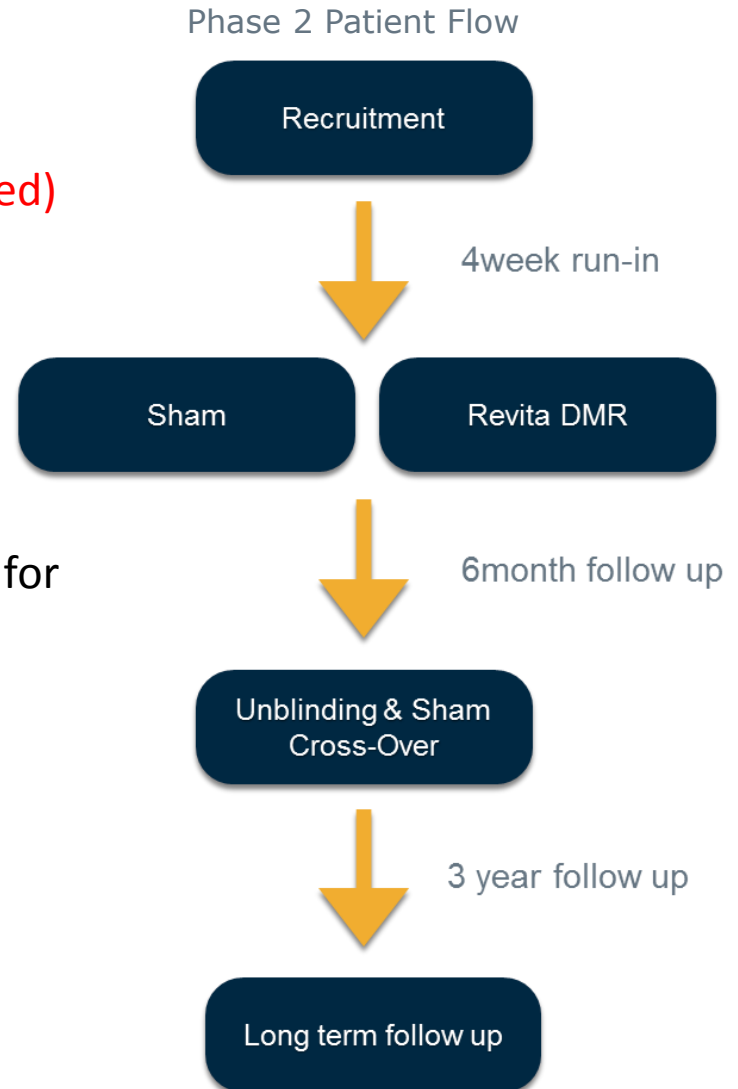 Phase 2 Patient Flow
Recruitment
ed)
4week run-in
Sham
Revita DMR
for
6month follow up
Unblinding & Sham
Cross-Over
3 year follow up
Long term follow up